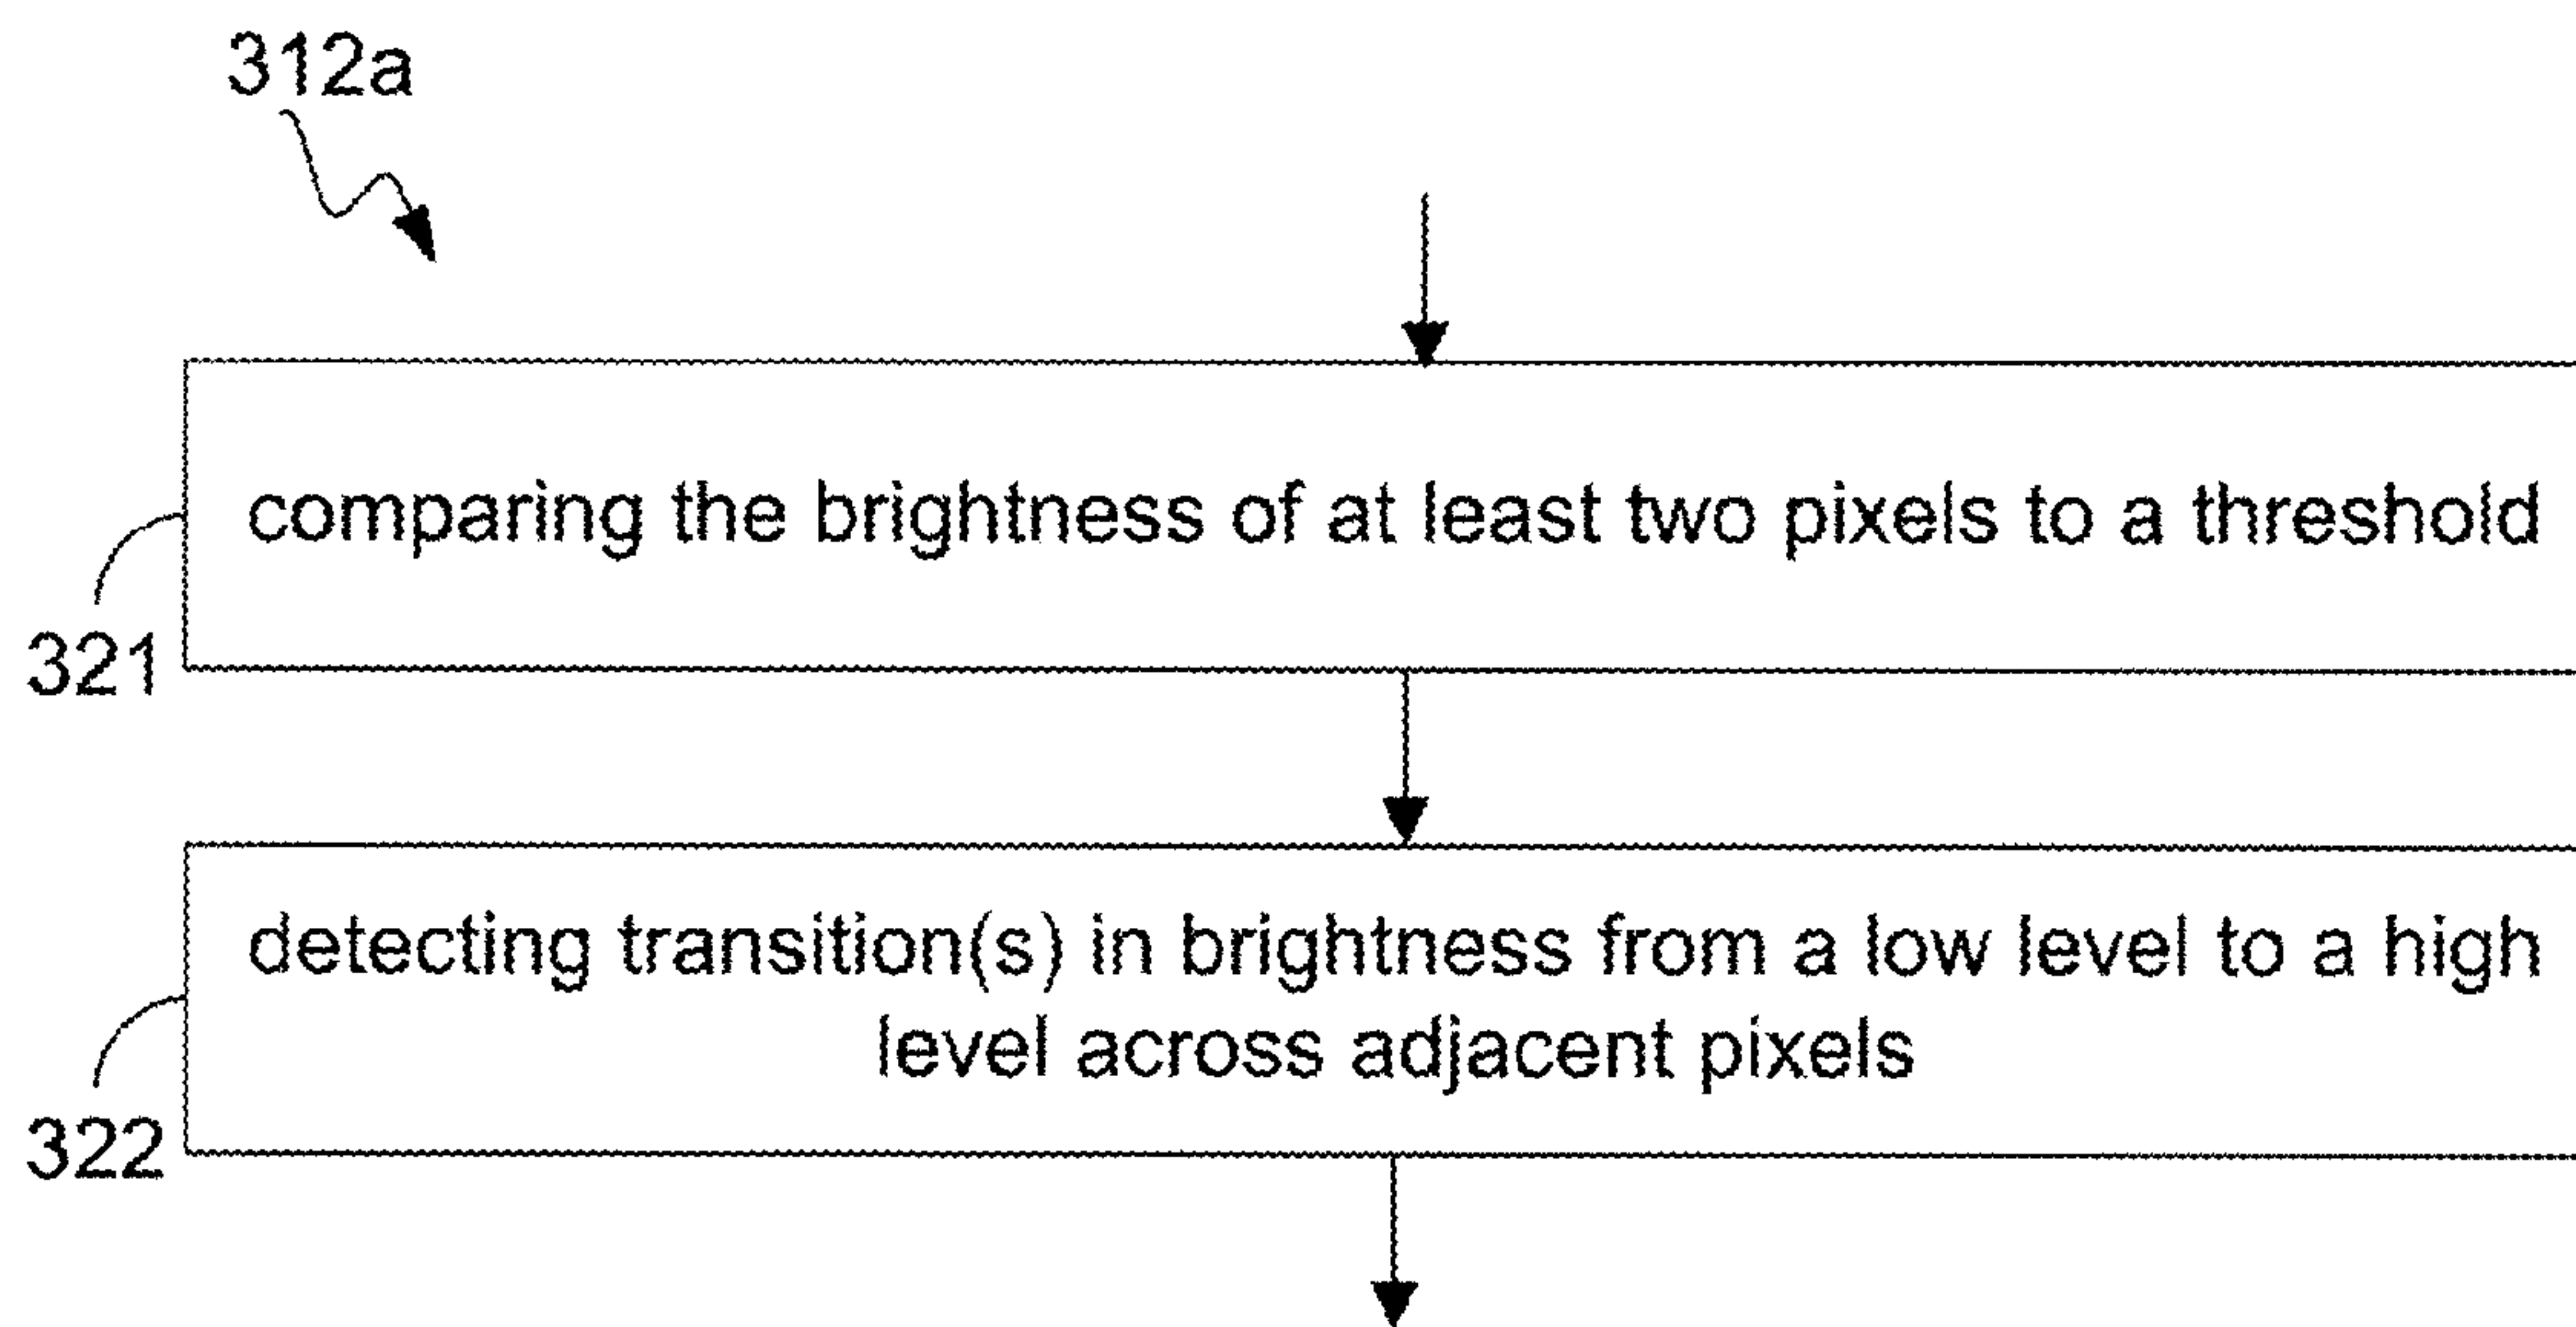 312a
comparing the brightness of at least two pixels to a threshold
321
detecting transition(s) in brightness from a low level to a high
level across adjacent pixels
322